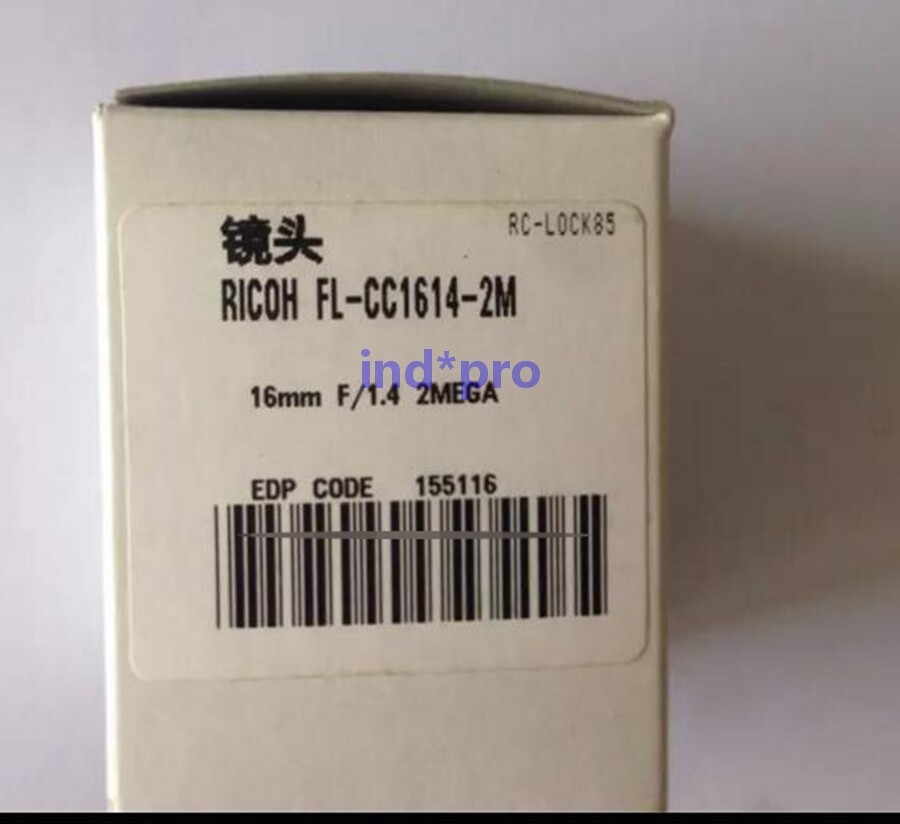 镜头
RC-LOCK85
RICOH FL-CC1614-2M
ind*pro
16mm F/1.4 2MEGA
EDP CODE 155116